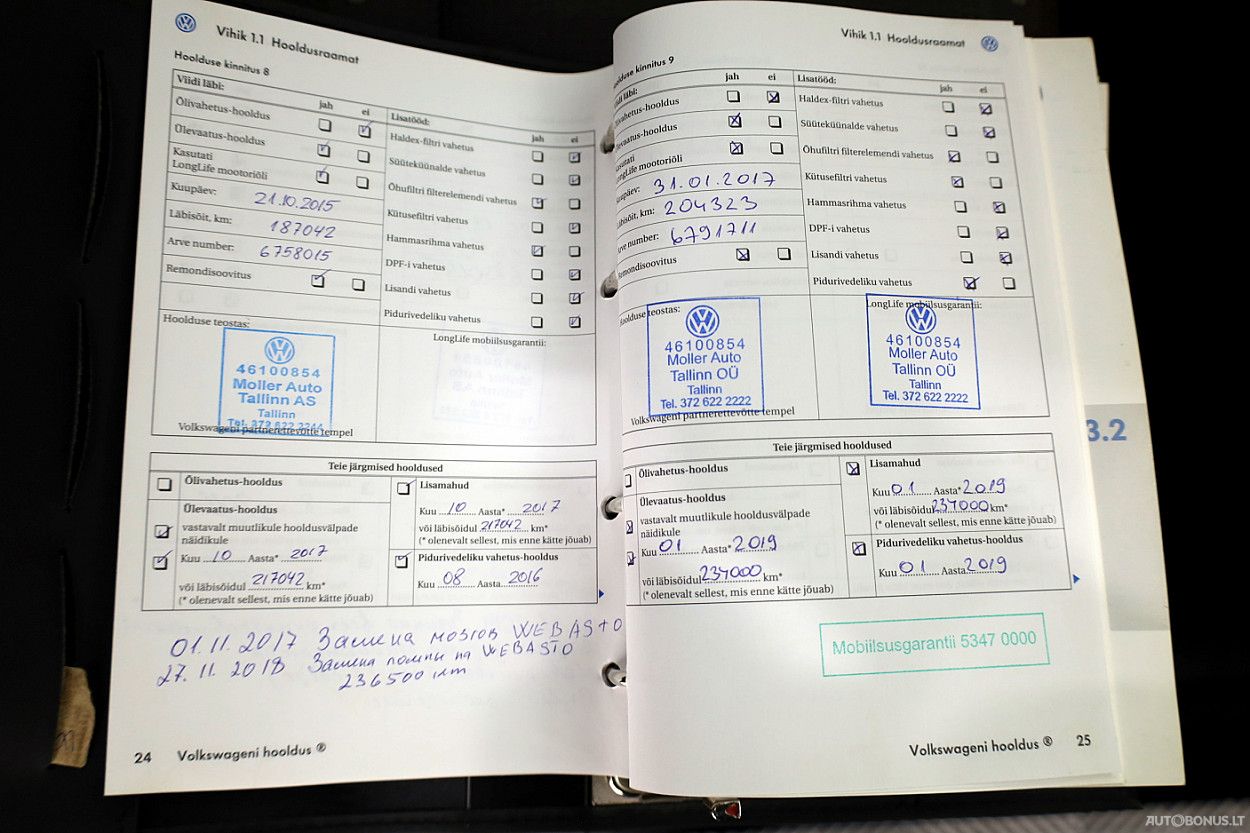 Vihik 1.1 Hooldusraamat
Hoolduse kinnitus 8
Viidi läbi:
jah ei
Õlivahetus-hooldus
Ülevaatus-hooldus
Kasutati
LongLife mootoriõli
Kuupäev: 21.10.2015
Läbisõit, km: 187042
Arve number: 6758015
Remondisoovitus
Lisatööd:
jah ei
Haldex-filtri vahetus
Süüteküünalde vahetus
Õhufiltri filterelemendi vahetus
Kütusefiltri vahetus
Hammasrihma vahetus
DPF-i vahetus
Lisandi vahetus
Pidurivedeliku vahetus
Hoolduse teostas:
46100854
Moller Auto
Tallinn AS
Tallinn
Tel. 372 622 2244
Volkswageni partnerettevõtte tempel
LongLife mobiilsusgarantii:
Teie järgmised hooldused
Õlivahetus-hooldus
Ülevaatus-hooldus
vastavalt muutlikule hooldusvälpade
näidikule
Kuu 10 Aasta* 2017
või läbisõidul 217042 km*
(* olenevalt sellest, mis enne kätte jõuab)
Lisamahud
Kuu 10 Aasta* 2017
või läbisõidul 217042 km*
(* olenevalt sellest, mis enne kätte jõuab)
Pidurivedeliku vahetus-hooldus
Kuu 08 Aasta 2016
01.11.2017 Замена мозгов WEBASTO
27.11.2018 Замена помпы на WEBASTO
236500 км
24 Volkswageni hooldus ®
Vihik 1.1 Hooldusraamat
Hoolduse kinnitus 9
Viidi läbi:
jah ei
Õlivahetus-hooldus
Ülevaatus-hooldus
Kasutati
LongLife mootoriõli
Kuupäev: 31.01.2017
Läbisõit, km: 204323
Arve number: 6791711
Remondisoovitus
Lisatööd:
jah ei
Haldex-filtri vahetus
Süüteküünalde vahetus
Õhufiltri filterelemendi vahetus
Kütusefiltri vahetus
Hammasrihma vahetus
DPF-i vahetus
Lisandi vahetus
Pidurivedeliku vahetus
Hoolduse teostas:
46100854
Moller Auto
Tallinn OÜ
Tallinn
Tel. 372 622 2222
Volkswageni partnerettevõtte tempel
LongLife mobiilsusgarantii:
46100854
Moller Auto
Tallinn OÜ
Tallinn
Tel. 372 622 2222
Teie järgmised hooldused
Õlivahetus-hooldus
Ülevaatus-hooldus
vastavalt muutlikule hooldusvälpade
näidikule
Kuu 01 Aasta* 2019
või läbisõidul 234000 km*
(* olenevalt sellest, mis enne kätte jõuab)
Lisamahud
Kuu 01 Aasta* 2019
või läbisõidul 234000 km*
(* olenevalt sellest, mis enne kätte jõuab)
Pidurivedeliku vahetus-hooldus
Kuu 01 Aasta 2019
Mobiilsusgarantii 5347 0000
Volkswageni hooldus ® 25
3.2
AUTOBONUS.LT